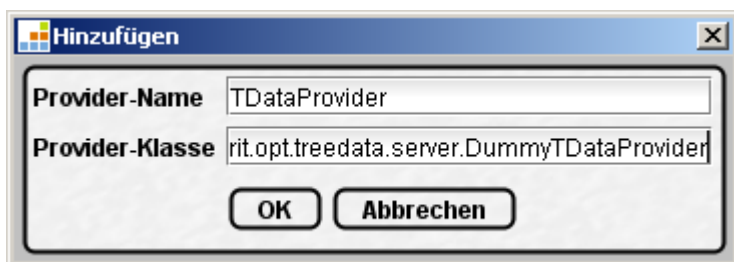 Hinzufügen
Provider-Name TDataProvider
Provider-Klasse rit.opt.treedata.server.DummyTDataProvider
OK Abbrechen